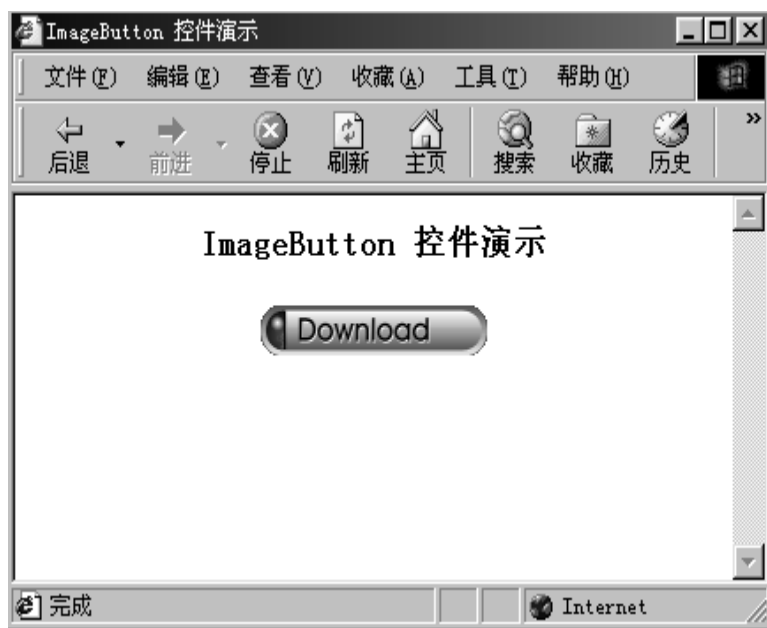 ImageButton 控件演示
文件(F) 编辑(E) 查看(V) 收藏(A) 工具(T) 帮助(H)
后退 前进 停止 刷新 主页 搜索 收藏 历史 »
ImageButton 控件演示
Download
完成 Internet